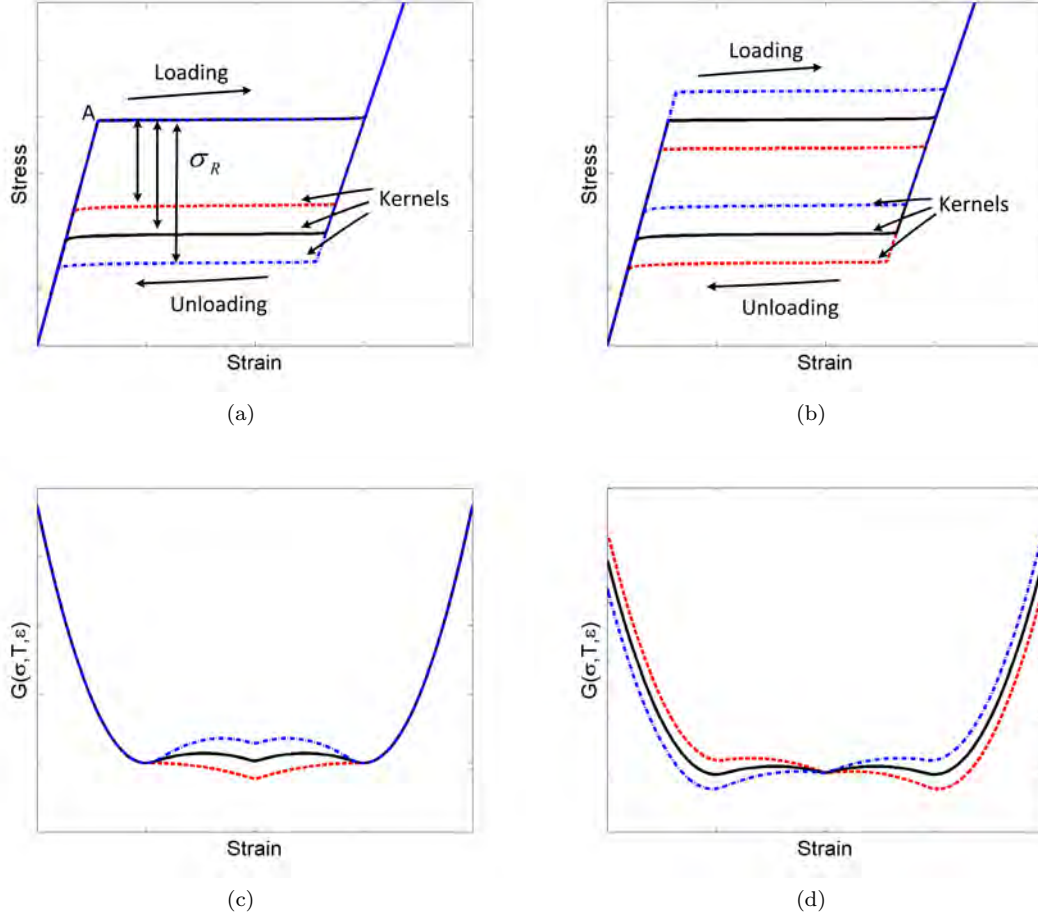 Loading
A
σ_R
Kernels
Unloading
Stress
Strain
(a)
Loading
Kernels
Unloading
Stress
Strain
(b)
G(σ,T,ε)
Strain
(c)
G(σ,T,ε)
Strain
(d)